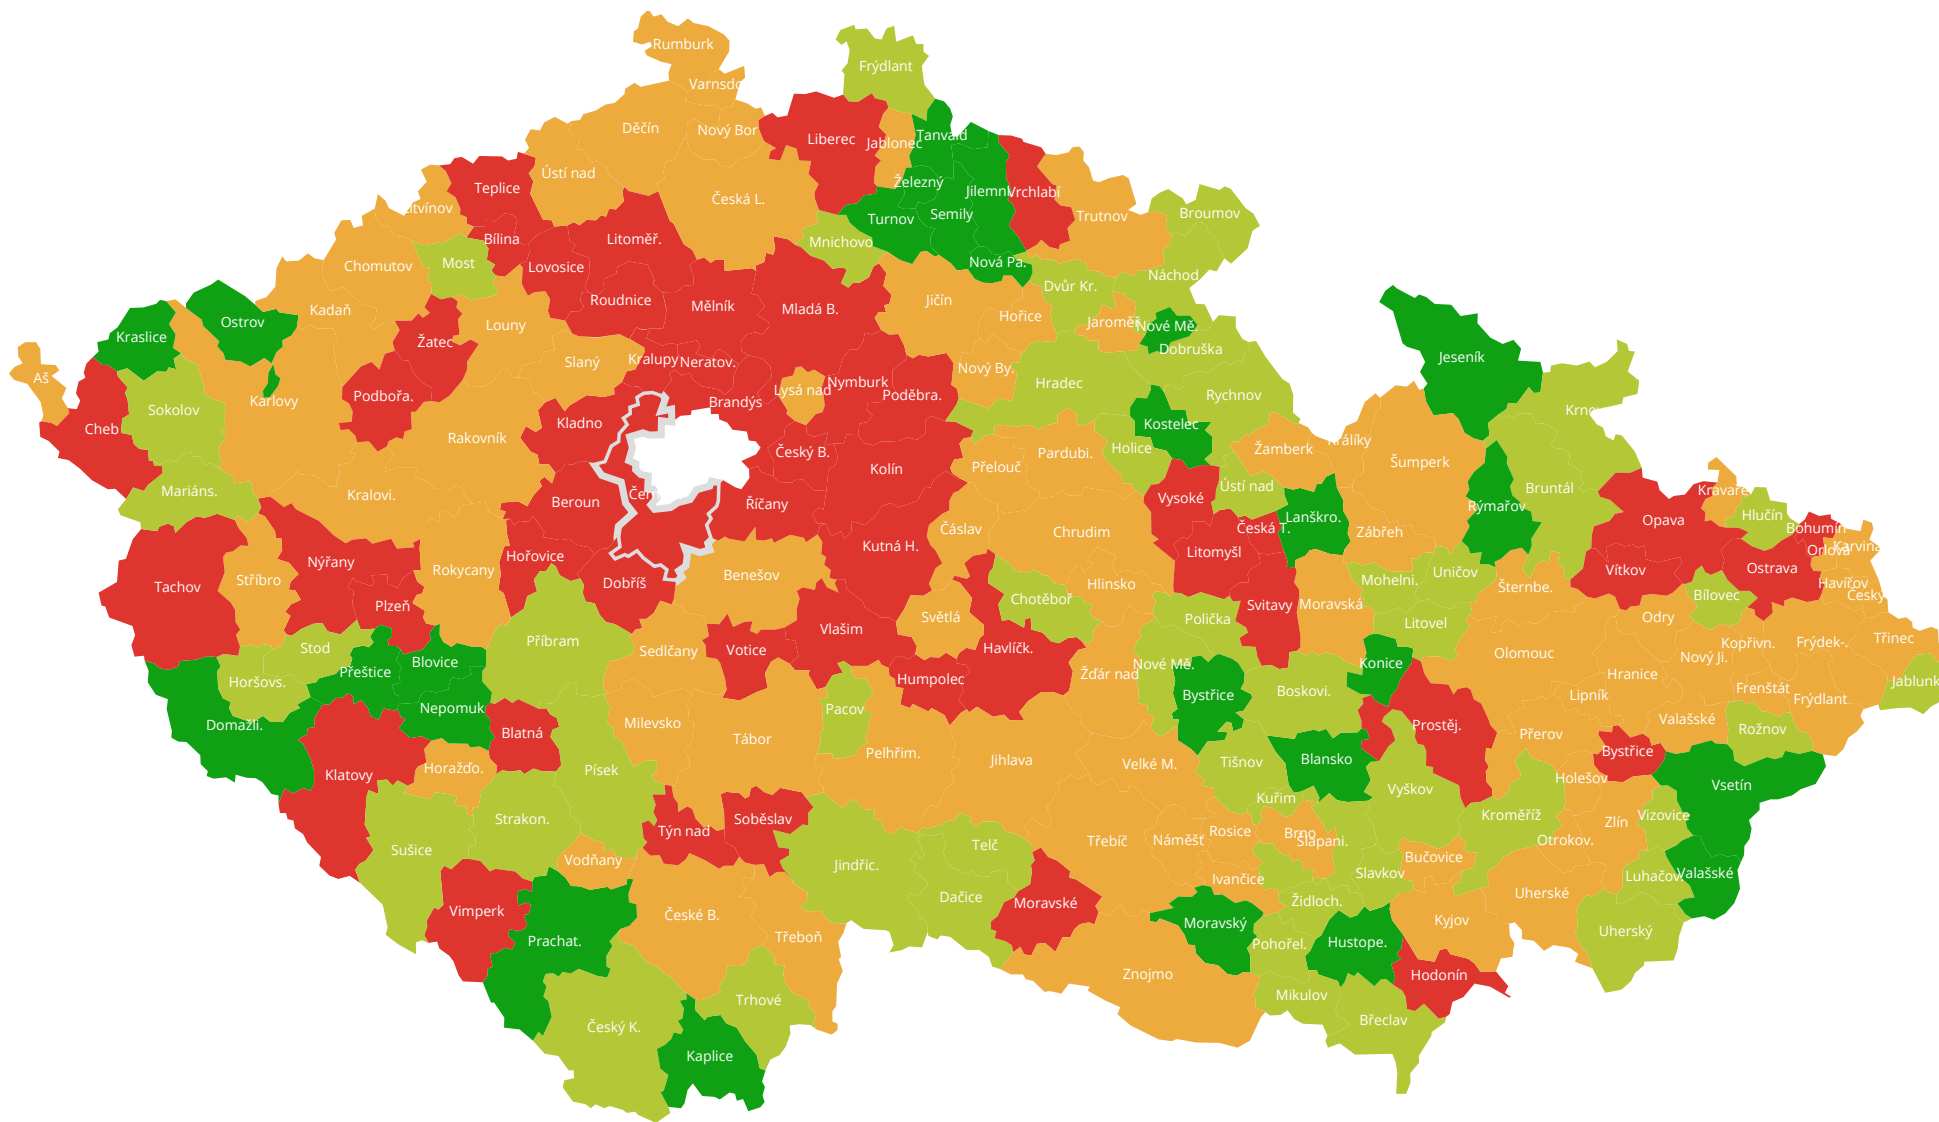 Rumburk
Frýdlant
Varnsdo
Děčín
Nový Bor
Liberec
Jablonec
Tanvald
Ústí nad
Teplice
Česká L.
Železný
Jilemni
Vrchlabí
Litvínov
Turnov
Semily
Trutnov
Broumov
Bílina
Litoměř.
Mnichovo
Most
Chomutov
Lovosice
Nová Pa.
Náchod
Dvůr Kr.
Roudnice
Mělník
Mladá B.
Jičín
Kadaň
Hořice
Ostrov
Louny
Jaroměř
Nové Mě.
Kraslice
Žatec
Dobruška
Jeseník
Slaný
Kralupy
Neratov.
Nový By.
Aš
Nymburk
Hradec
Lysá nad
Podbořa.
Poděbra.
Rychnov
Karlovy
Brandýs
Sokolov
Krno
Kladno
Kostelec
Cheb
Rakovník
Králíky
Holice
Žamberk
Český B.
Pardubi.
Šumperk
Přelouč
Kolín
Ústí nad
Bruntál
Mariáns.
Kralovi.
Kravaře
Čern
Vysoké
Beroun
Říčany
Rýmařov
Hlučín
Lanškro.
Opava
Čáslav
Česká T.
Bohumín
Chrudim
Zábřeh
Kutná H.
Karviná
Orlová
Litomyšl
Hořovice
Nýřany
Rokycany
Vítkov
Ostrava
Uničov
Benešov
Stříbro
Mohelni.
Dobříš
Hlinsko
Havířov
Tachov
Šternbe.
Český
Bílovec
Chotěboř
Plzeň
Moravská
Svitavy
Světlá
Odry
Polička
Litovel
Vlašim
Třinec
Příbram
Kopřivn.
Frýdek-.
Stod
Havlíčk.
Votice
Sedlčany
Olomouc
Nový Ji.
Blovice
Konice
Nové Mě.
Přeštice
Žďár nad
Hranice
Humpolec
Jablunk
Horšovs.
Frenštát
Boskovi.
Bystřice
Lipník
Frýdlant
Nepomuk
Pacov
Valašské
Milevsko
Domažli.
Prostěj.
Rožnov
Blatná
Přerov
Tábor
Bystřice
Pelhřim.
Blansko
Jihlava
Tišnov
Velké M.
Horažďo.
Písek
Klatovy
Holešov
Vsetín
Vyškov
Kuřim
Kroměříž
Vizovice
Strakon.
Soběslav
Zlín
Týn nad
Rosice
Brno
Šlapani.
Třebíč
Náměšť
Otrokov.
Telč
Sušice
Bučovice
Vodňany
Jindřic.
Slavkov
Valašské
Luhačov.
Ivančice
Uherské
Dačice
Židloch.
Moravské
Vimperk
České B.
Kyjov
Moravský
Uherský
Třeboň
Prachat.
Hustope.
Pohořel.
Znojmo
Hodonín
Mikulov
Trhové
Břeclav
Český K.
Kaplice